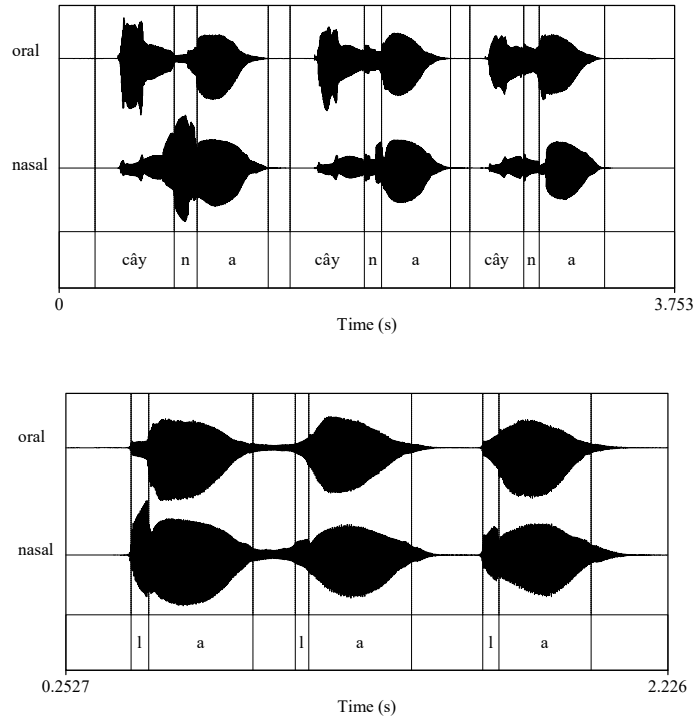 oral
nasal
cây n a cây n a cây n a
0 3.753
Time (s)
oral
nasal
l a l a l a
0.2527 2.226
Time (s)